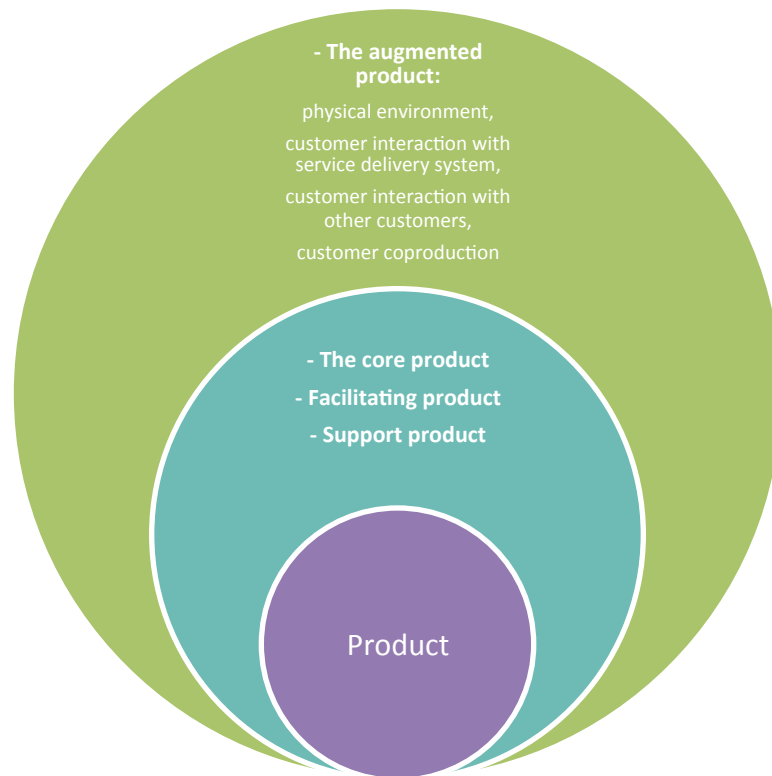 - The augmented
product:
physical environment,
customer interaction with
service delivery system,
customer interaction with
other customers,
customer coproduction
- The core product
- Facilitating product
- Support product
Product